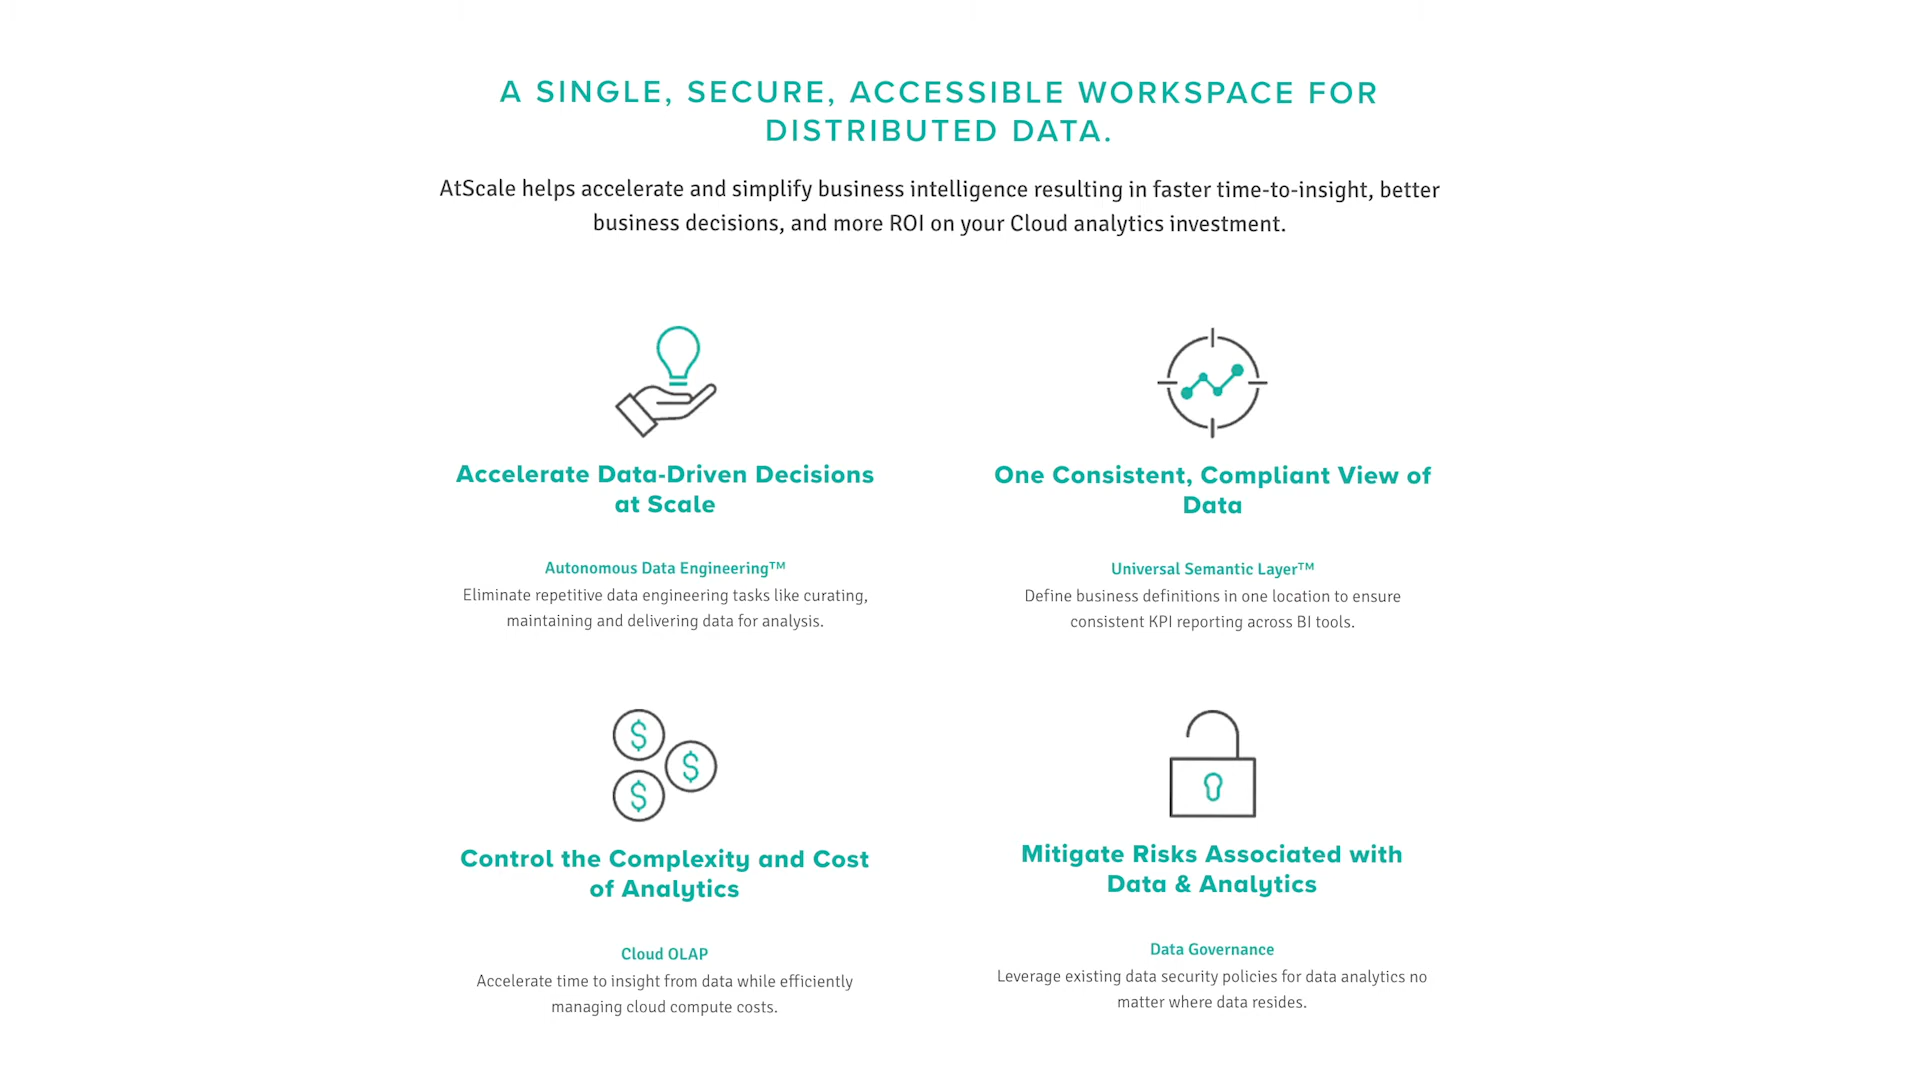 A SINGLE, SECURE, ACCESSIBLE WORKSPACE FOR
DISTRIBUTED DATA.
AtScale helps accelerate and simplify business intelligence resulting in faster time-to-insight, better
business decisions, and more ROI on your Cloud analytics investment.
Accelerate Data-Driven Decisions
at Scale
Autonomous Data Engineering™
Eliminate repetitive data engineering tasks like curating,
maintaining and delivering data for analysis.
One Consistent, Compliant View of
Data
Universal Semantic Layer™
Define business definitions in one location to ensure
consistent KPI reporting across BI tools.
$
$
$
Control the Complexity and Cost
of Analytics
Cloud OLAP
Accelerate time to insight from data while efficiently
managing cloud compute costs.
Mitigate Risks Associated with
Data & Analytics
Data Governance
Leverage existing data security policies for data analytics no
matter where data resides.